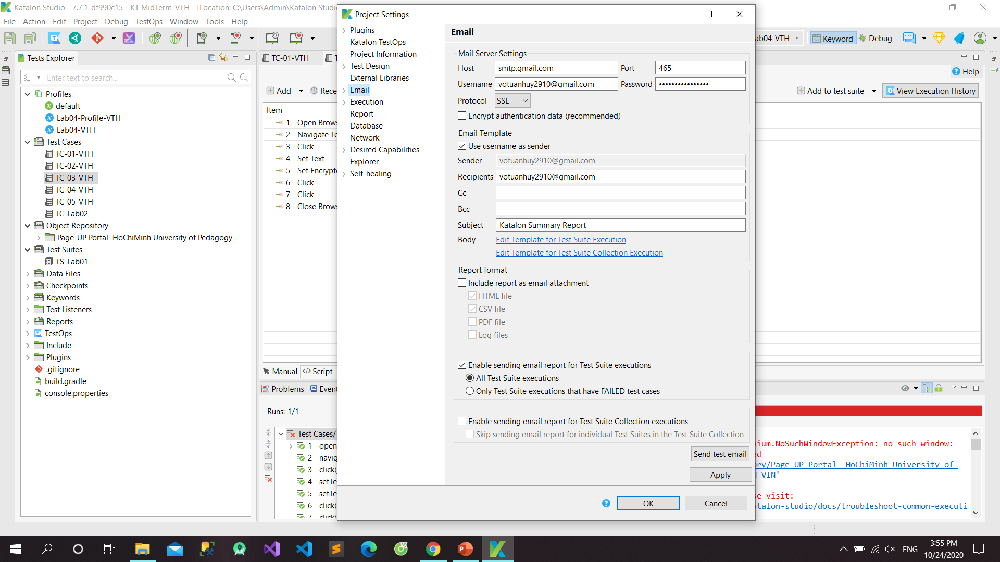 Katalon Studio - 7.7.1-df990c15 - KT MidTerm-VTH - [Location: C:\Users\Admin\Katalon Studio
File Action Edit Project Debug TestOps Window Tools Help
ab04-VTH
Keyword
Debug
Tests Explorer
Enter text to search...
Profiles
default
Lab04-Profile-VTH
Lab04-VTH
Test Cases
TC-01-VTH
TC-02-VTH
TC-03-VTH
TC-04-VTH
TC-05-VTH
TC-Lab02
Object Repository
Page_UP Portal  HoChiMinh University of Pedagogy
Test Suites
TS-Lab01
Data Files
Checkpoints
Keywords
Test Listeners
Reports
TestOps
Include
Plugins
.gitignore
build.gradle
console.properties
TC-01-VTH
Help
Add
Rece
Add to test suite
View Execution History
Item
1 - Open Brows
2 - Navigate To
3 - Click
4 - Set Text
5 - Set Encrypte
6 - Click
7 - Click
8 - Close Brows
Manual
Script
Problems
Event
Runs: 1/1
Test Cases/
1 - open
2 - navig
3 - click(
4 - setTe
5 - setTe
6 - click(
7 - click(
Project Settings
Plugins
Katalon TestOps
Project Information
Test Design
External Libraries
Email
Execution
Report
Database
Network
Desired Capabilities
Explorer
Self-healing
Email
Mail Server Settings
Host smtp.gmail.com Port 465
Username votuanhuy2910@gmail.com Password ••••••••••••••••
Protocol SSL
Encrypt authentication data (recommended)
Email Template
Use username as sender
Sender votuanhuy2910@gmail.com
Recipients votuanhuy2910@gmail.com
Cc
Bcc
Subject Katalon Summary Report
Body Edit Template for Test Suite Execution
Edit Template for Test Suite Collection Execution
Report format
Include report as email attachment
HTML file
CSV file
PDF file
Log files
Enable sending email report for Test Suite executions
All Test Suite executions
Only Test Suite executions that have FAILED test cases
Enable sending email report for Test Suite Collection executions
Skip sending email report for individual Test Suites in the Test Suite Collection
Send test email
Apply
OK
Cancel
=====================
nium.NoSuchWindowException: no such window:
ed
ory/Page_UP Portal  HoChiMinh University of
VIN'
se visit:
atalon-studio/docs/troubleshoot-common-executi
ENG
3:55 PM
10/24/2020